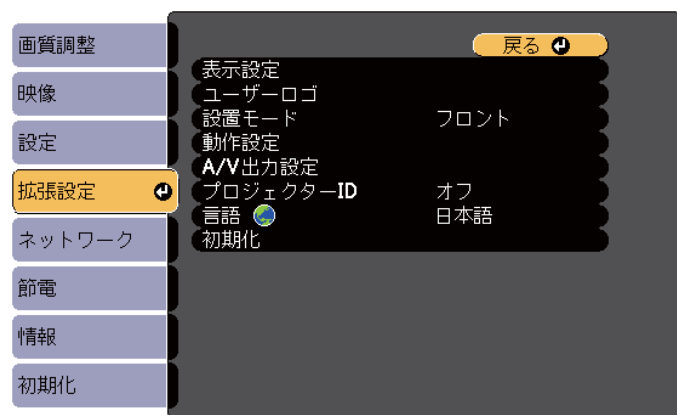 画質調整
映像
設定
拡張設定
ネットワーク
節電
情報
初期化
戻る
表示設定
ユーザーロゴ
設置モード フロント
動作設定
A/V出力設定
プロジェクターID オフ
言語 日本語
初期化